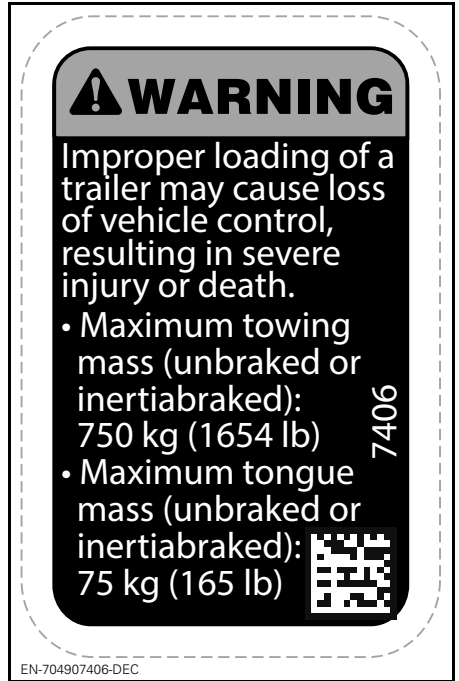 WARNING
Improper loading of a
trailer may cause loss
of vehicle control,
resulting in severe
injury or death.
• Maximum towing
mass (unbraked or
inertiabraked):
750 kg (1654 lb)
• Maximum tongue
mass (unbraked or
inertiabraked):
75 kg (165 lb)
7406
EN-704907406-DEC